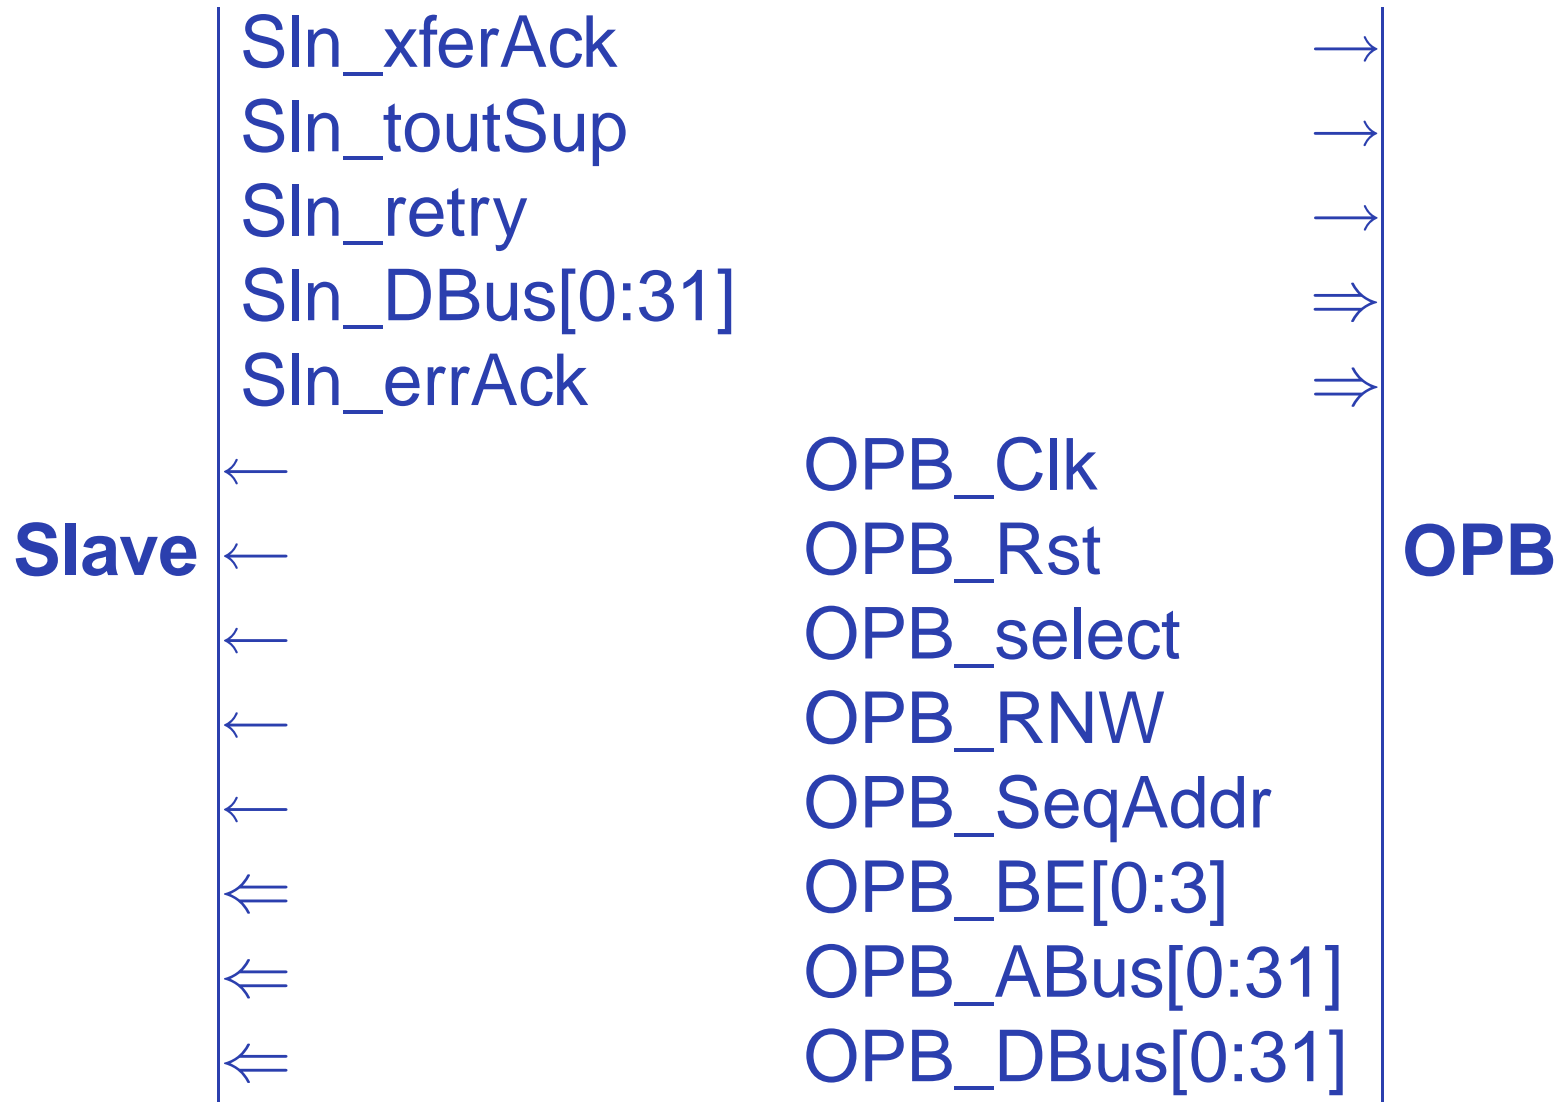 Sln_xferAck →
Sln_toutSup →
Sln_retry →
Sln_DBus[0:31] ⇒
Sln_errAck ⇒
← OPB_Clk
Slave ← OPB_Rst OPB
← OPB_select
← OPB_RNW
← OPB_SeqAddr
⇐ OPB_BE[0:3]
⇐ OPB_ABus[0:31]
⇐ OPB_DBus[0:31]